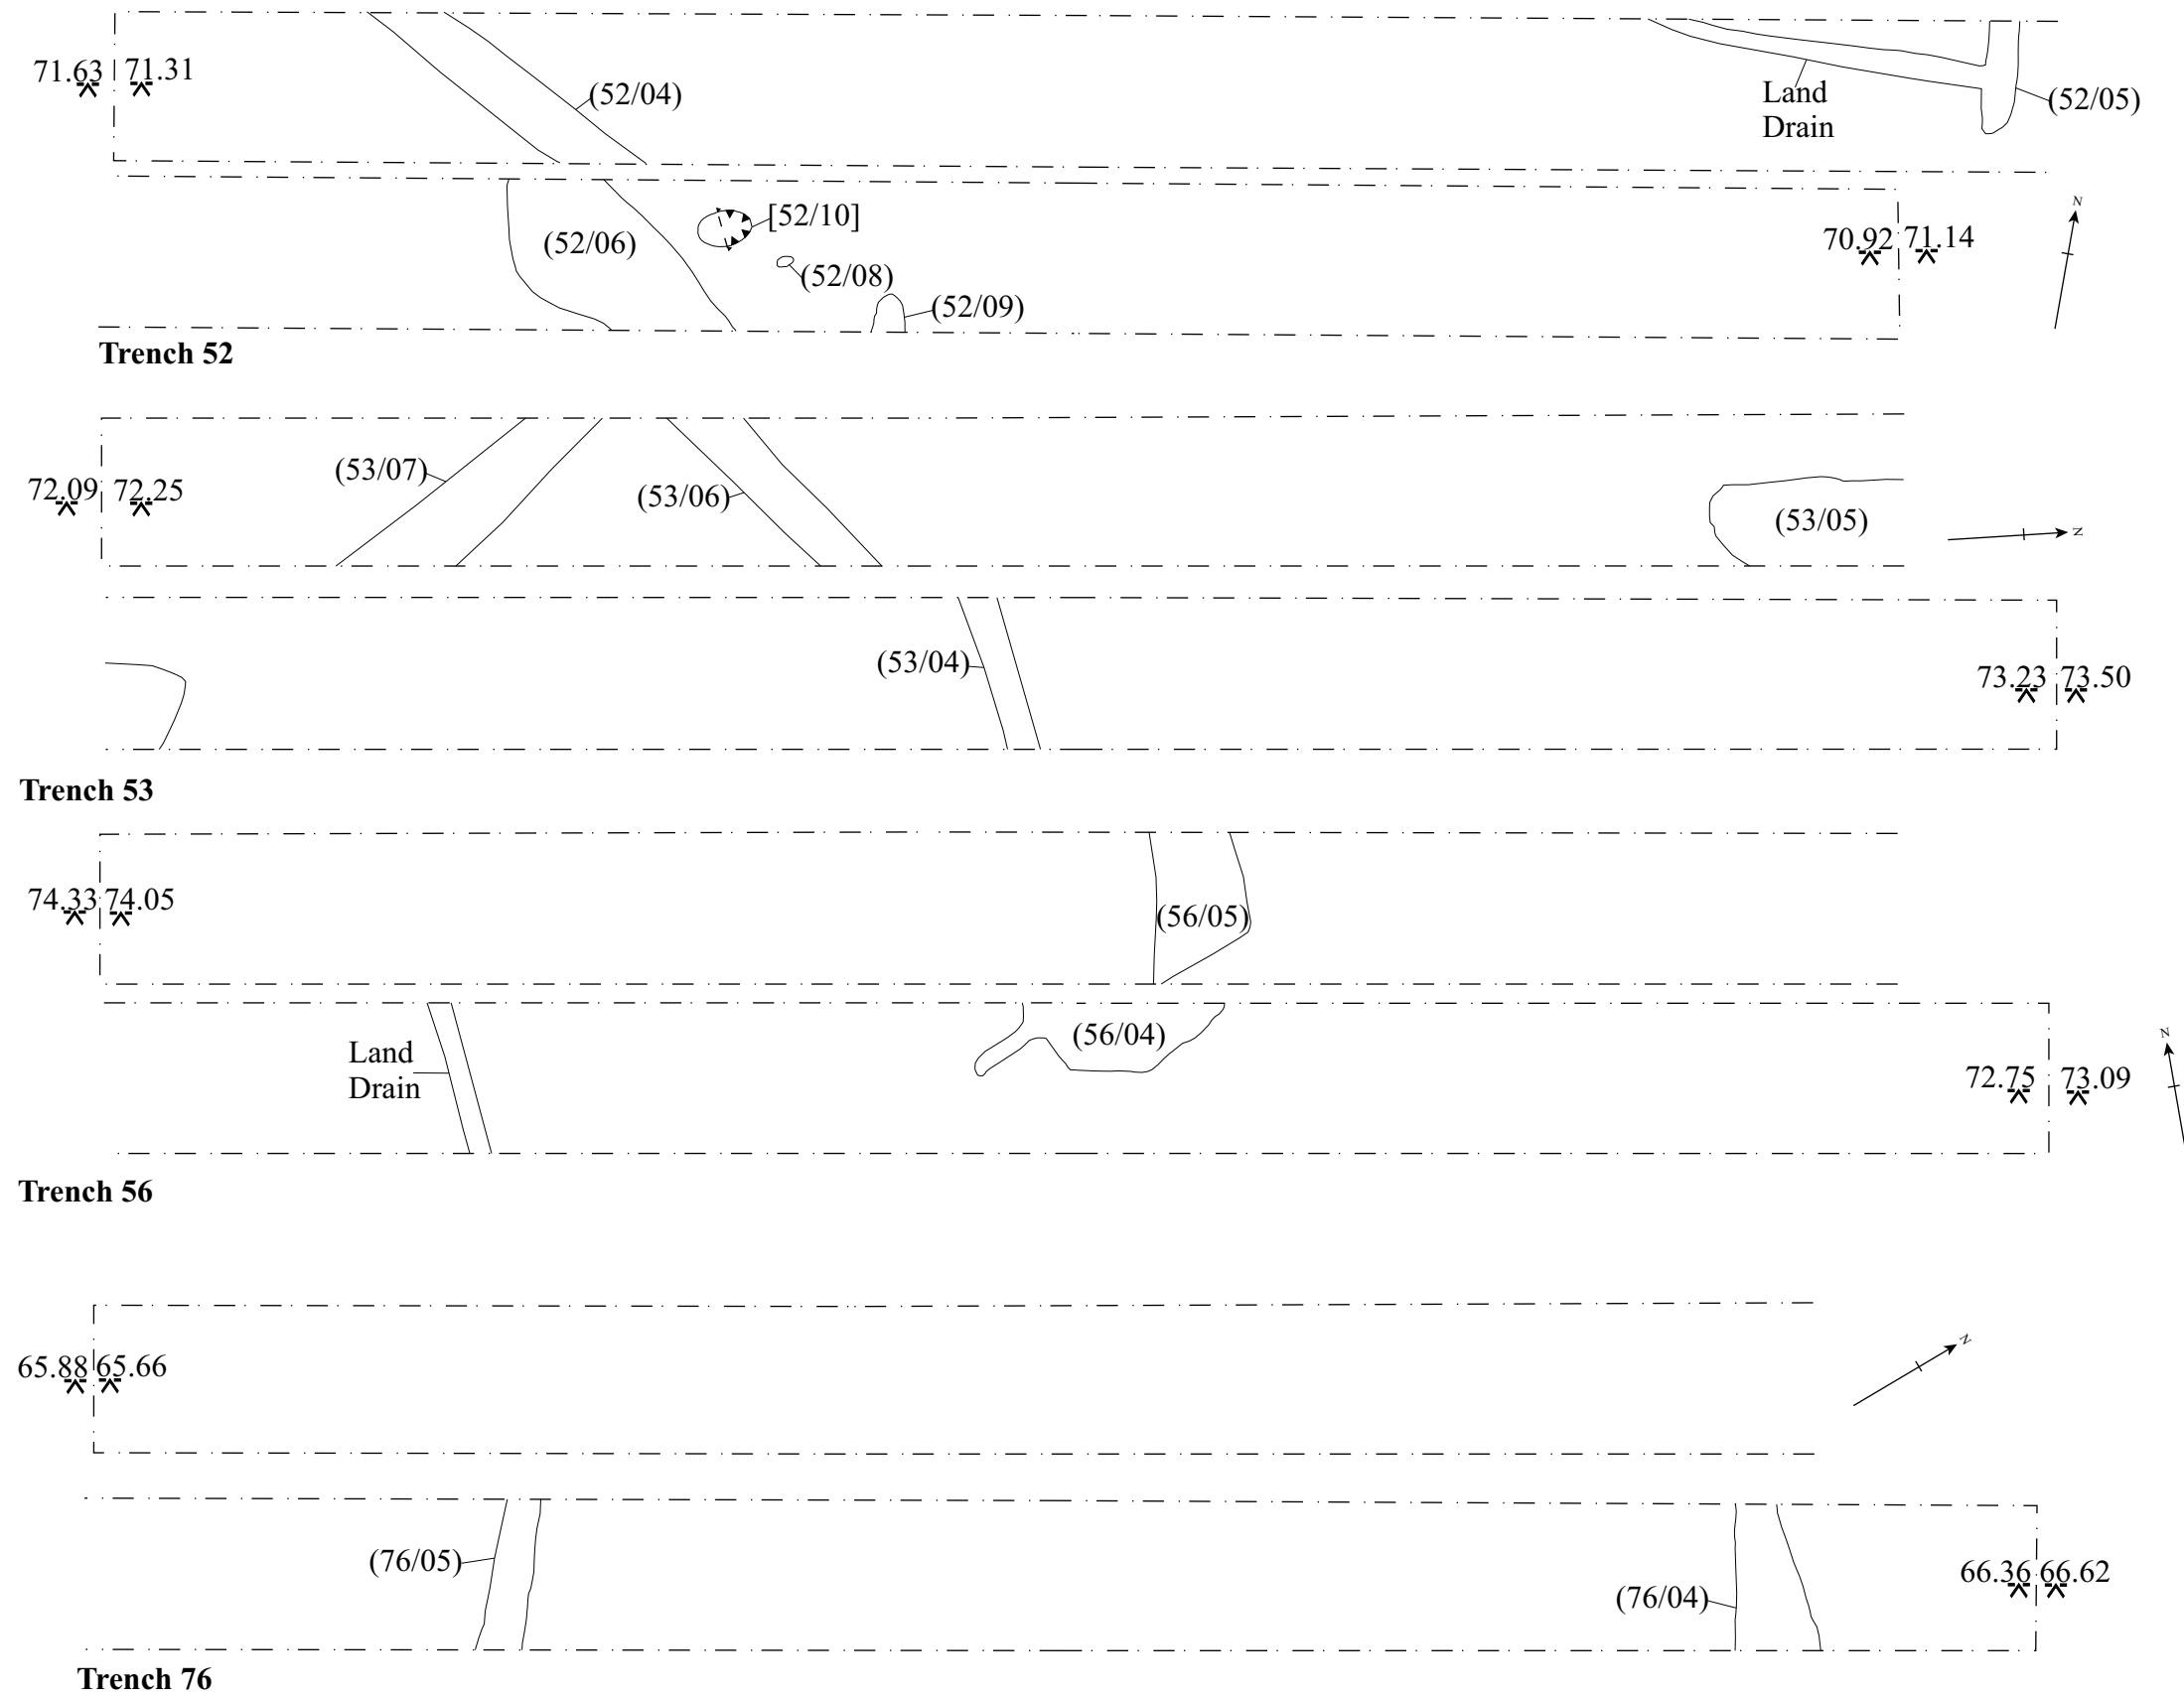 71.63 71.31
(52/04)
Land
Drain
(52/05)
(52/06)
[52/10]
(52/08)
(52/09)
70.92 71.14
N
Trench 52
72.09 72.25
(53/07)
(53/06)
(53/05)
N
(53/04)
73.23 73.50
Trench 53
74.33 74.05
(56/05)
Land
Drain
(56/04)
72.75 73.09
N
Trench 56
65.88 65.66
N
(76/05)
(76/04)
66.36 66.62
Trench 76